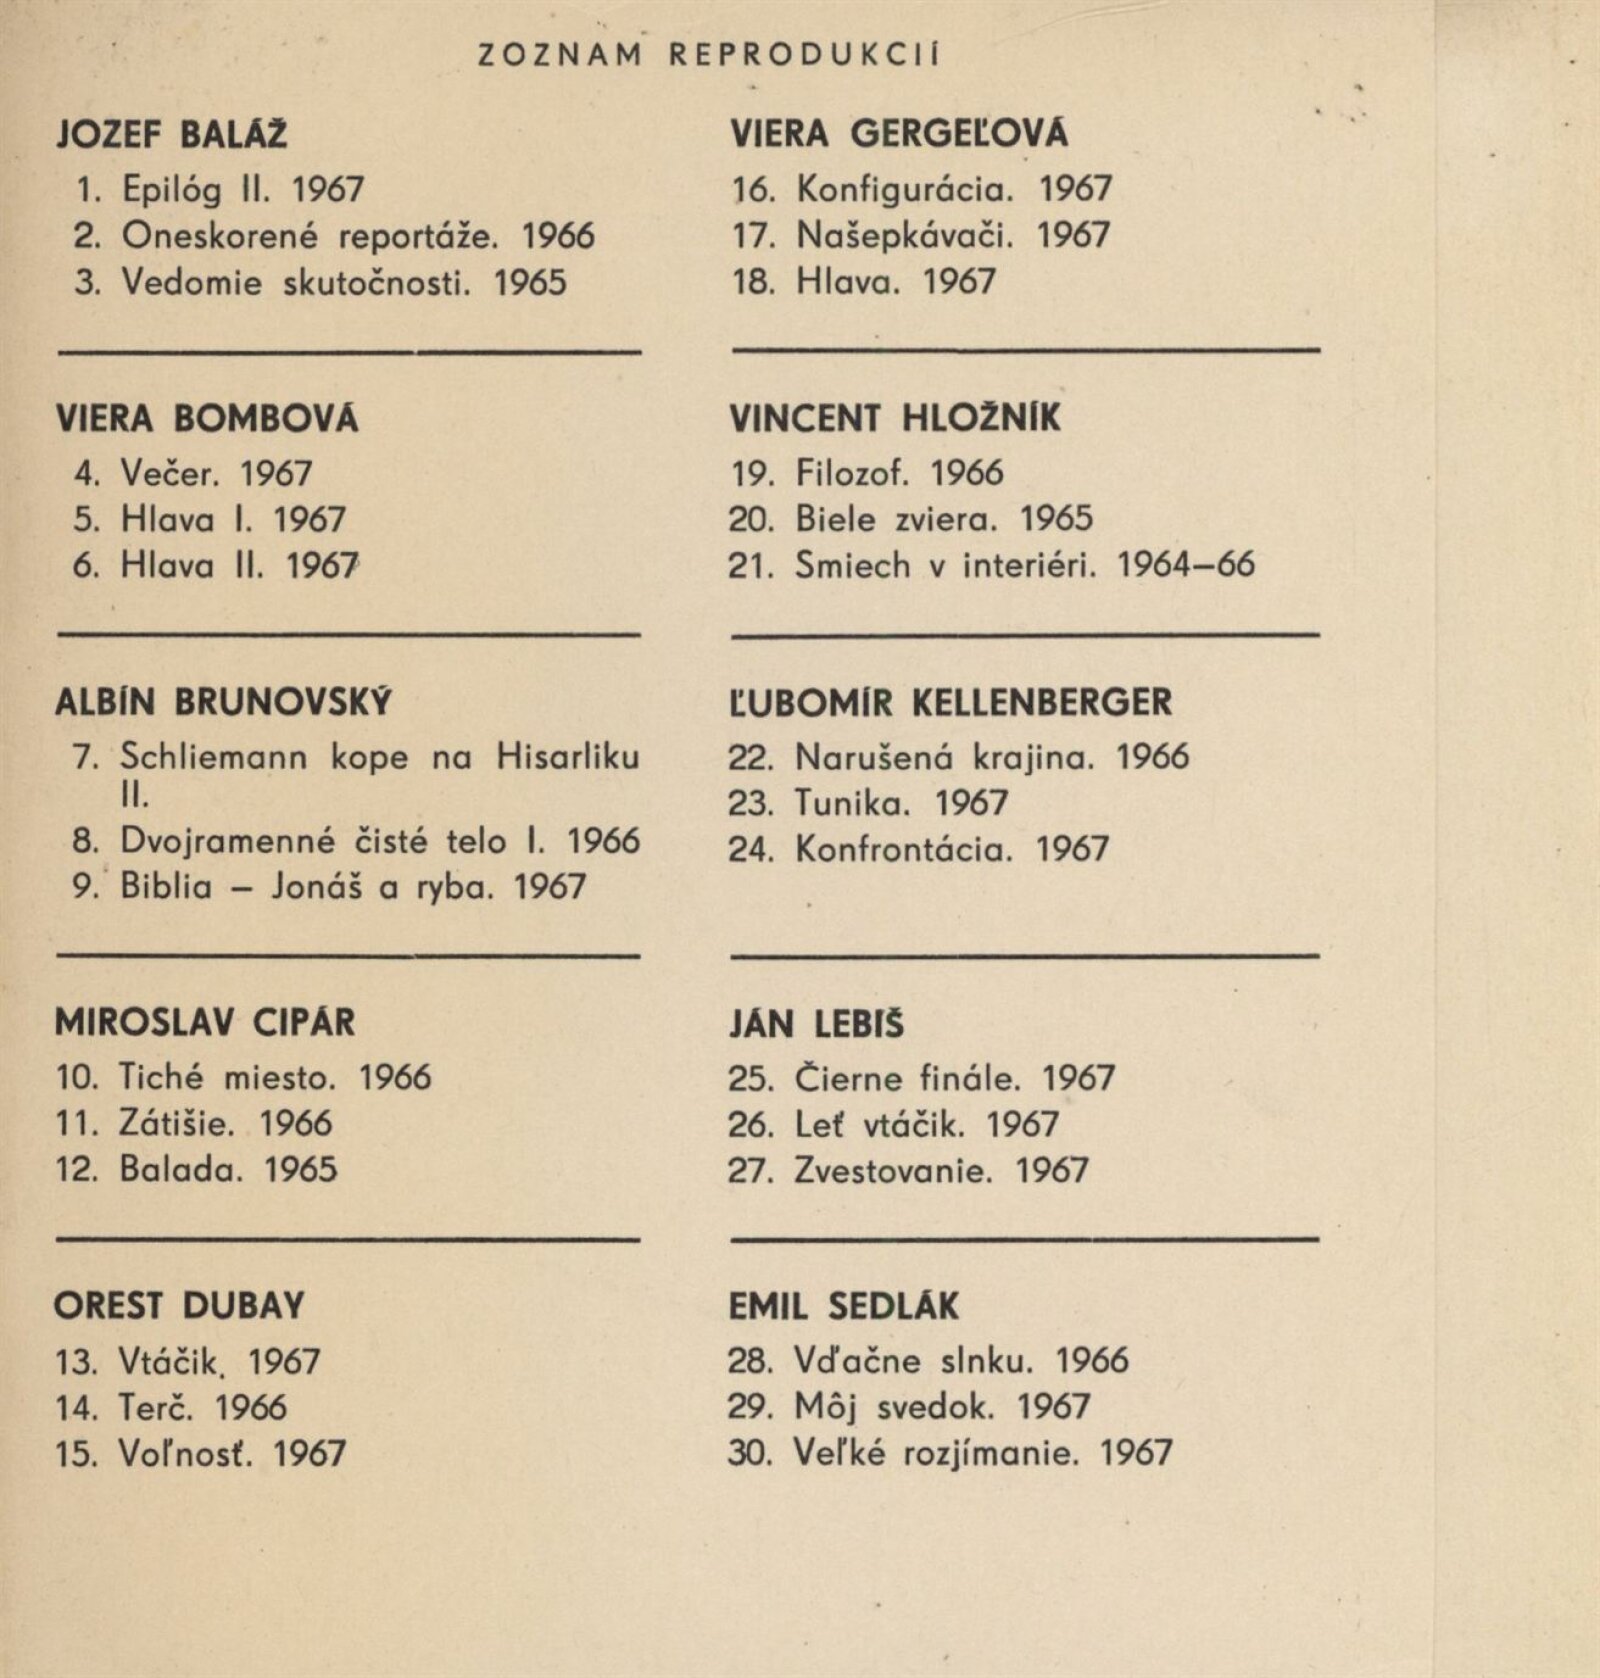 ZOZNAM REPRODUKCIÍ
JOZEF BALÁŽ
1. Epilóg II. 1967
2. Oneskorené reportáže. 1966
3. Vedomie skutočnosti. 1965
VIERA BOMBOVÁ
4. Večer. 1967
5. Hlava I. 1967
6. Hlava II. 1967
ALBÍN BRUNOVSKÝ
7. Schliemann kope na Hisarliku
II.
8. Dvojramenné čisté telo I. 1966
9. Biblia – Jonáš a ryba. 1967
MIROSLAV CIPÁR
10. Tiché miesto. 1966
11. Zátišie. 1966
12. Balada. 1965
OREST DUBAY
13. Vtáčik. 1967
14. Terč. 1966
15. Voľnosť. 1967
VIERA GERGEĽOVÁ
16. Konfigurácia. 1967
17. Našepkávači. 1967
18. Hlava. 1967
VINCENT HLOŽNÍK
19. Filozof. 1966
20. Biele zviera. 1965
21. Smiech v interiéri. 1964–66
ĽUBOMÍR KELLENBERGER
22. Narušená krajina. 1966
23. Tunika. 1967
24. Konfrontácia. 1967
JÁN LEBIŠ
25. Čierne finále. 1967
26. Leť vtáčik. 1967
27. Zvestovanie. 1967
EMIL SEDLÁK
28. Vďačne slnku. 1966
29. Môj svedok. 1967
30. Veľké rozjímanie. 1967